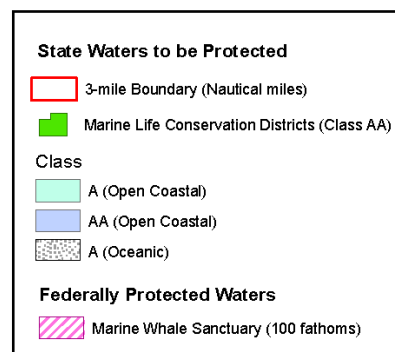 State Waters to be Protected
3-mile Boundary (Nautical miles)
Marine Life Conservation Districts (Class AA)
Class
A (Open Coastal)
AA (Open Coastal)
A (Oceanic)
Federally Protected Waters
Marine Whale Sanctuary (100 fathoms)